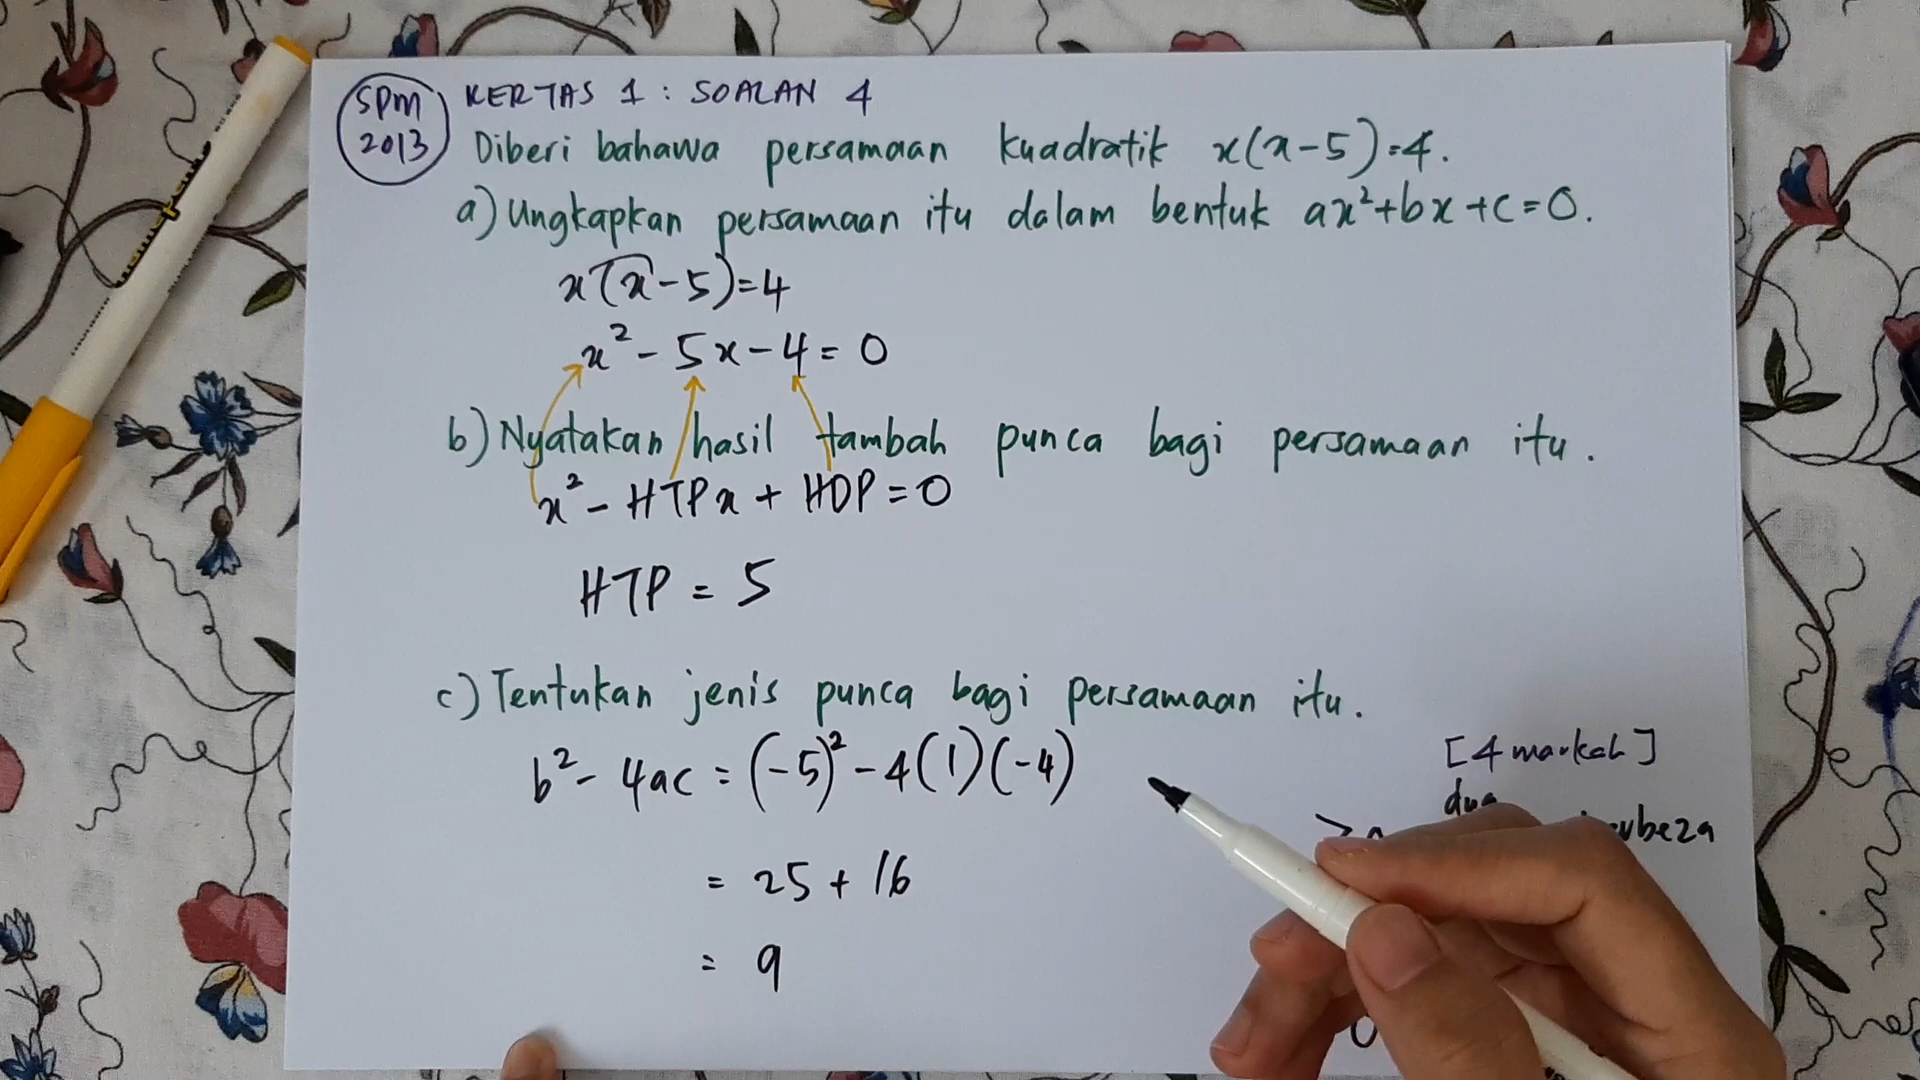 SPM 2013
KERTAS 1 : SOALAN 4
Diberi bahawa persamaan kuadratik x(x-5)=4.
a) Ungkapkan persamaan itu dalam bentuk ax²+bx+c=0.
x(x-5)=4
x² - 5x - 4 = 0
b) Nyatakan hasil tambah punca bagi persamaan itu.
x² - HTPx + HDP = 0
HTP = 5
c) Tentukan jenis punca bagi persamaan itu.
b² - 4ac = (-5)² - 4(1)(-4)
[4 markah]
= 25 + 16
= 9